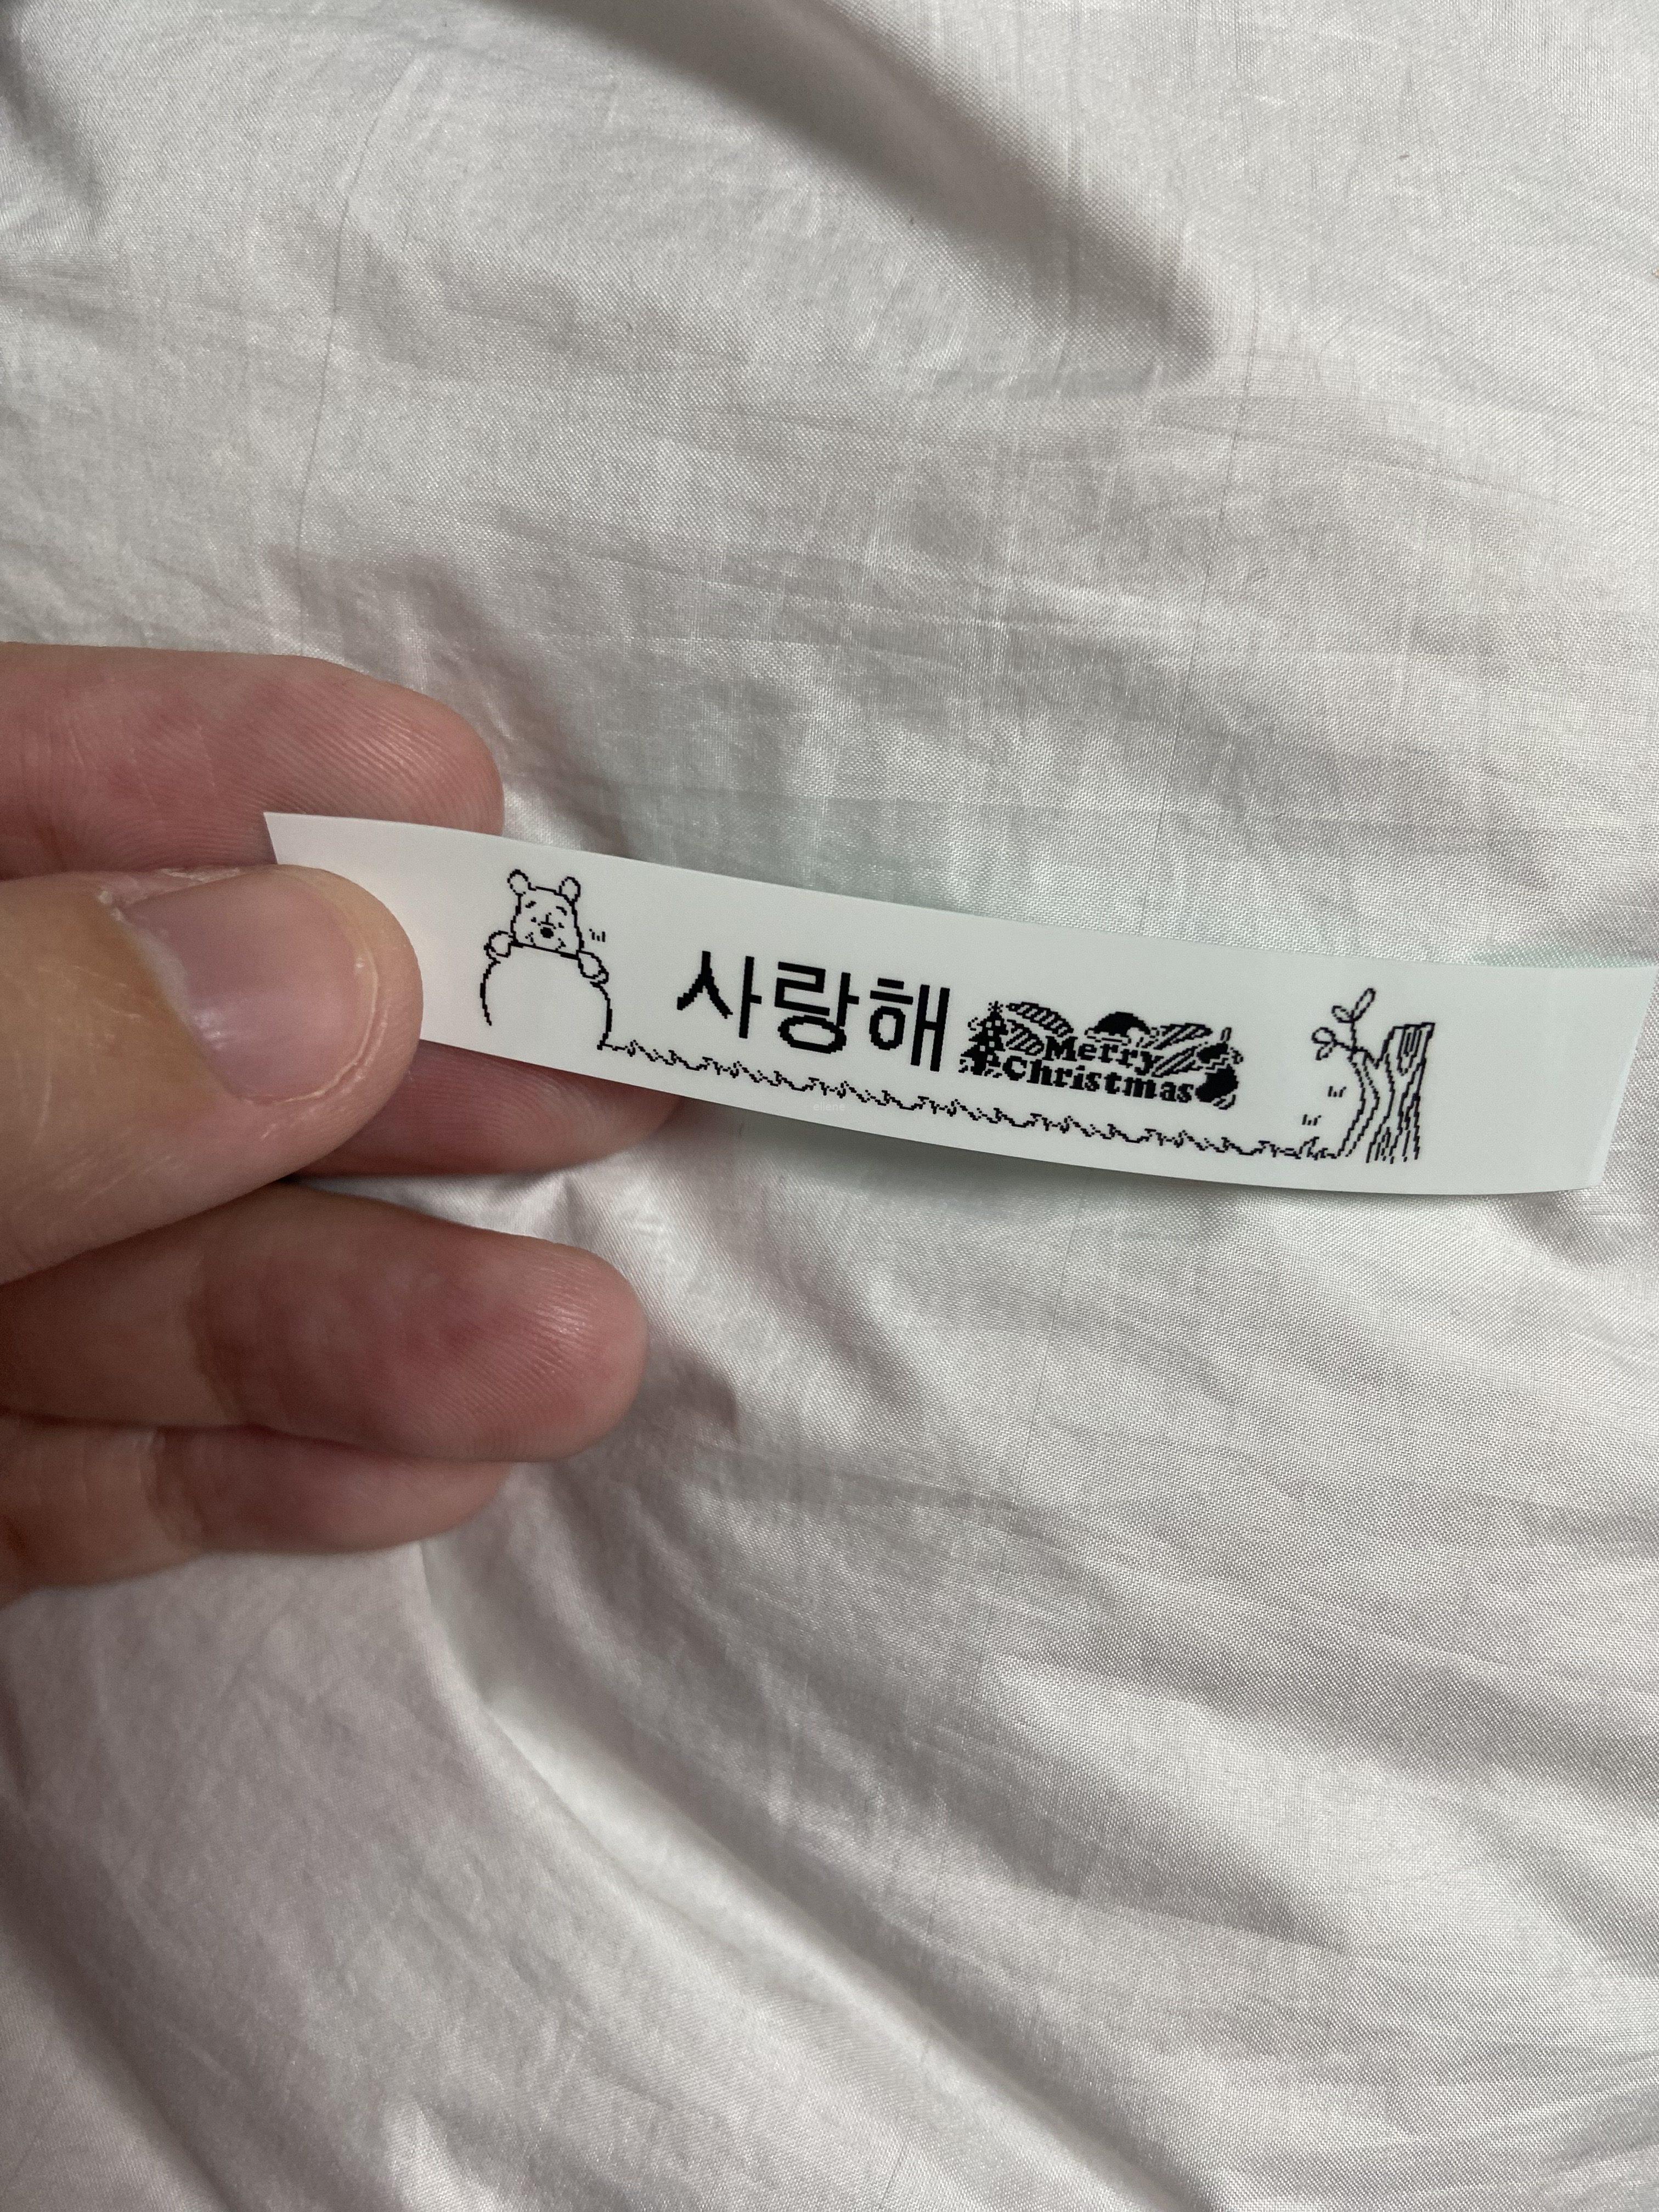 사랑해
Merry
Christmas